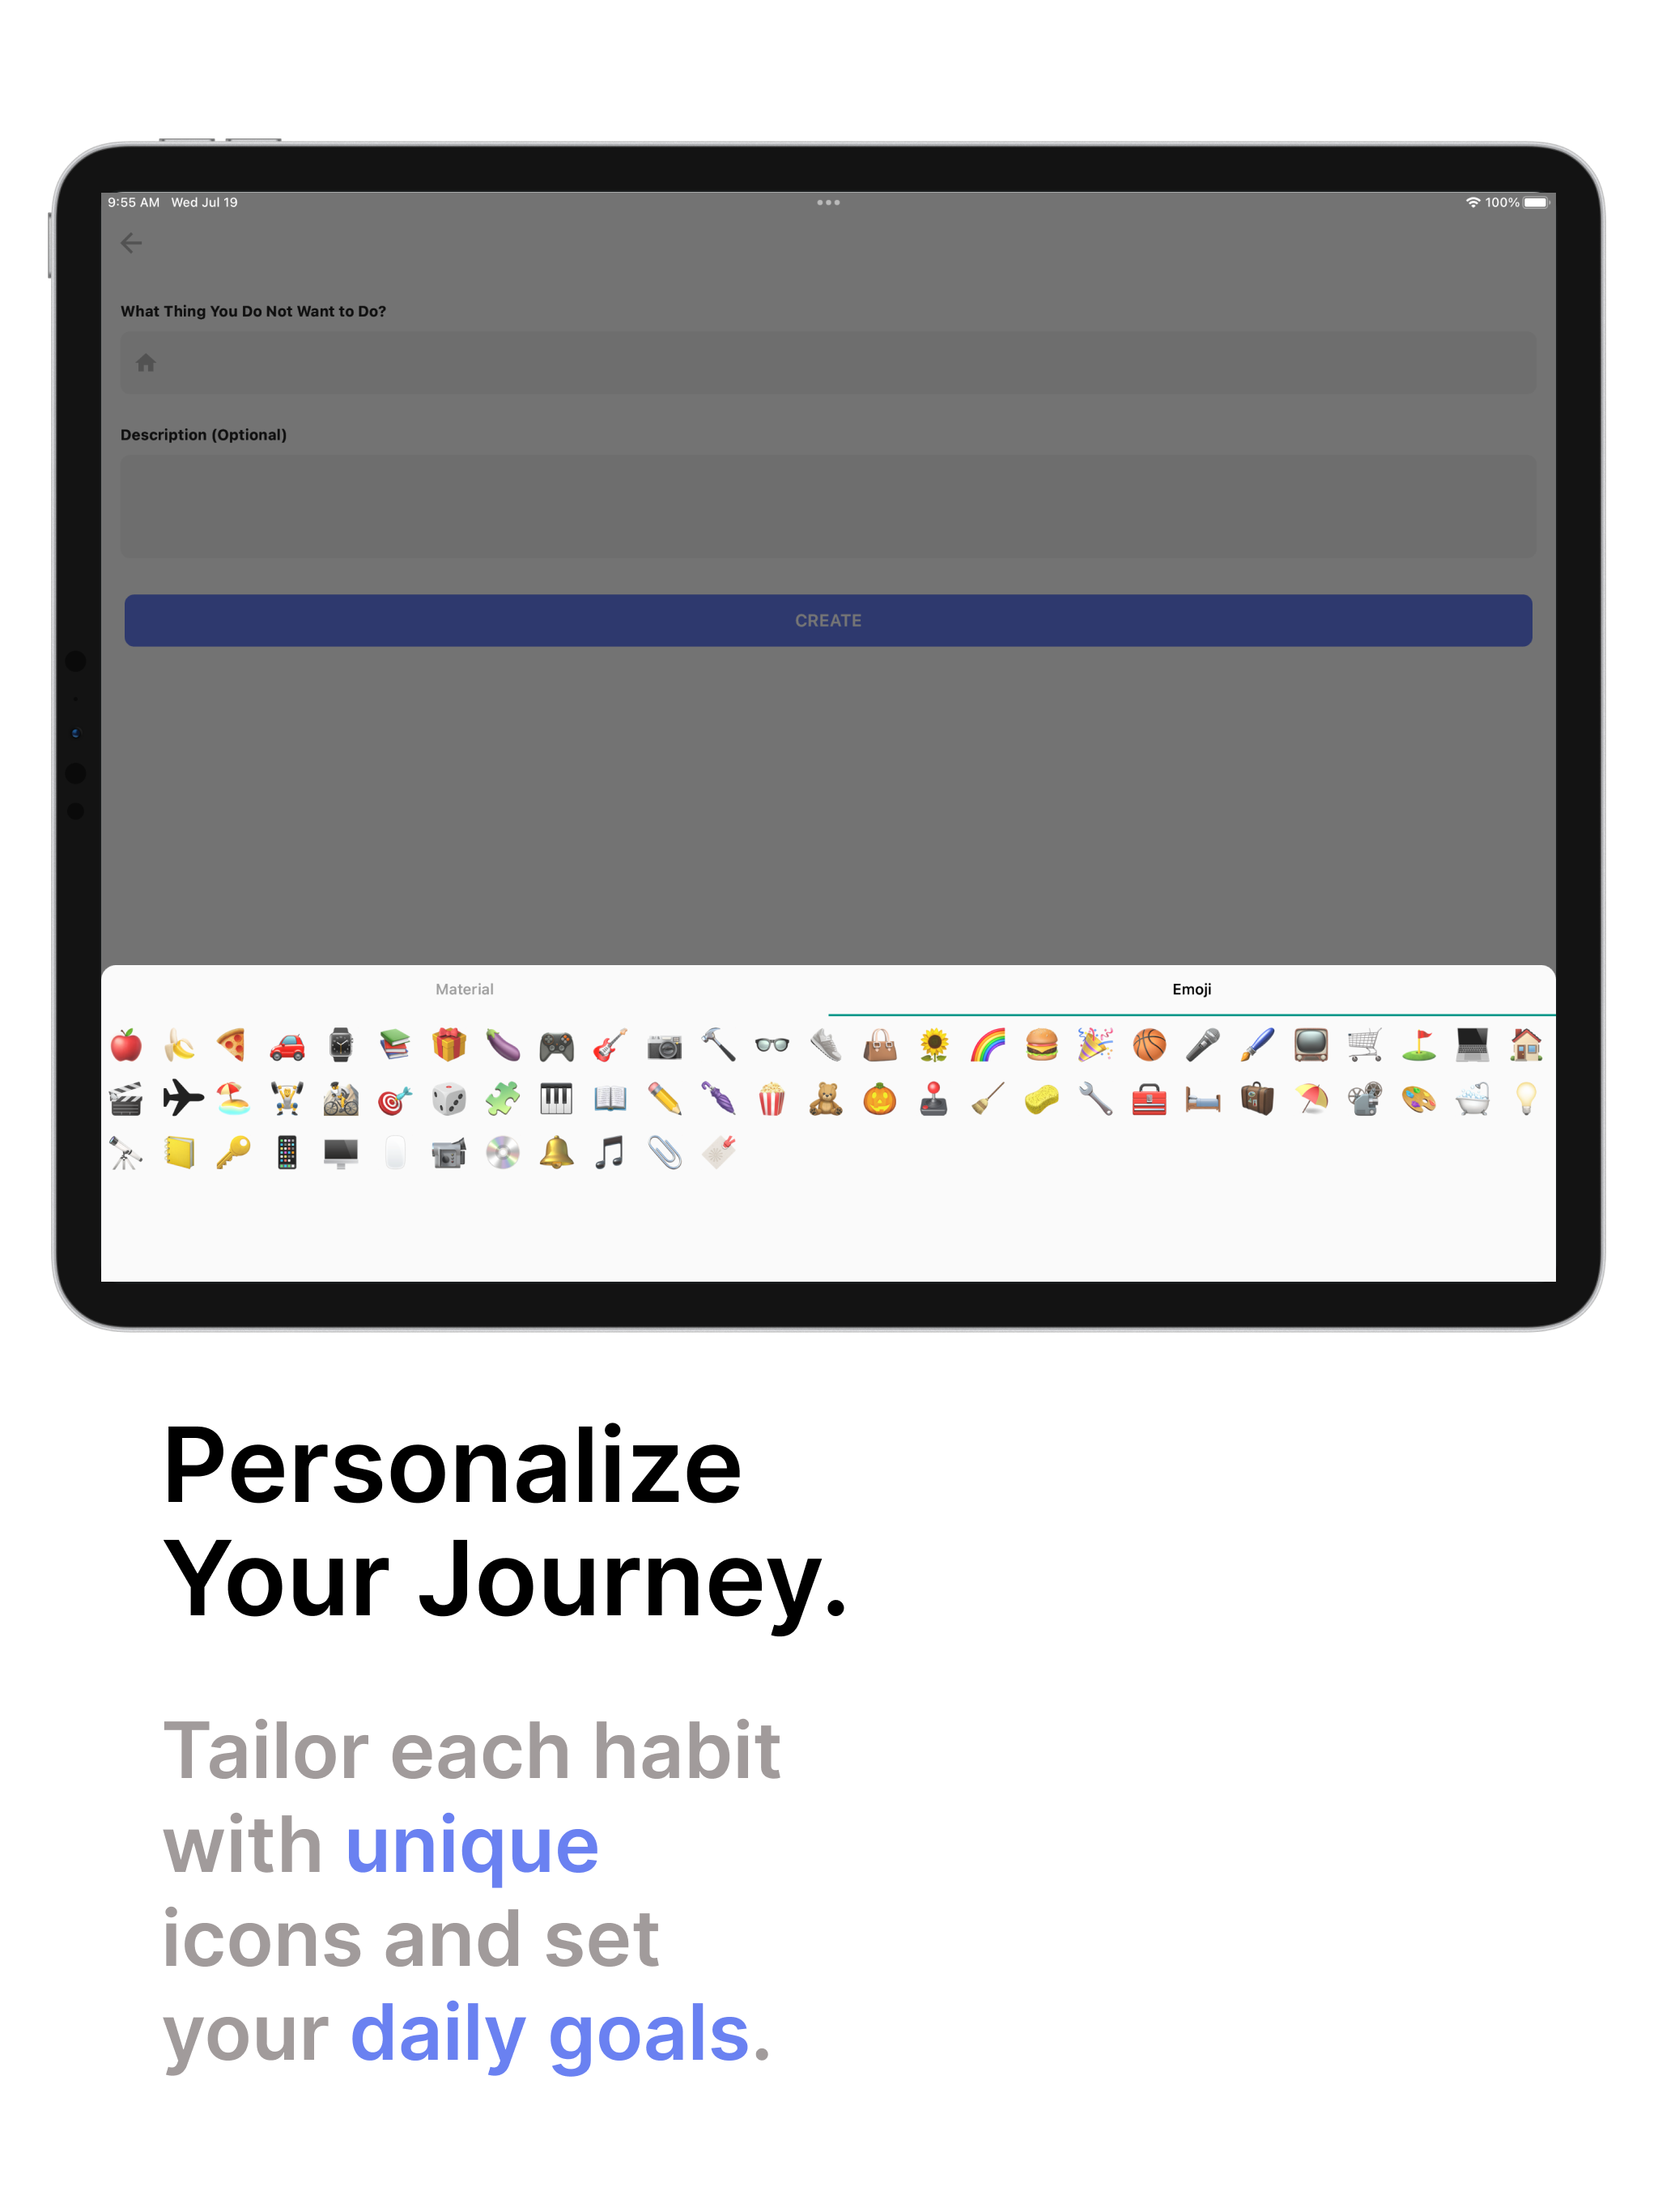 9:55 AM Wed Jul 19
100%
What Thing You Do Not Want to Do?
Description (Optional)
CREATE
Material
Emoji
Personalize
Your Journey.
Tailor each habit
with unique
icons and set
your daily goals.